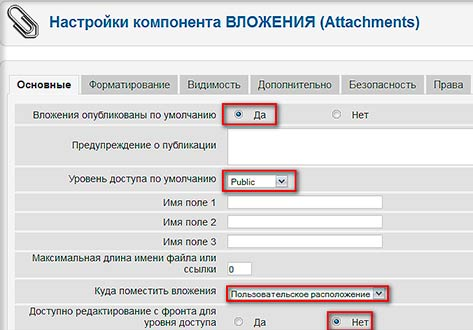 Настройки компонента ВЛОЖЕНИЯ (Attachments)
Основные Форматирование Видимость Дополнительно Безопасность Права
Вложения опубликованы по умолчанию Да Нет
Предупреждение о публикации
Уровень доступа по умолчанию Public
Имя поле 1
Имя поле 2
Имя поле 3
Максимальная длина имени файла или
ссылки 0
Куда поместить вложения Пользовательское расположение
Доступно редактирование с фронта для
уровня доступа Да Нет